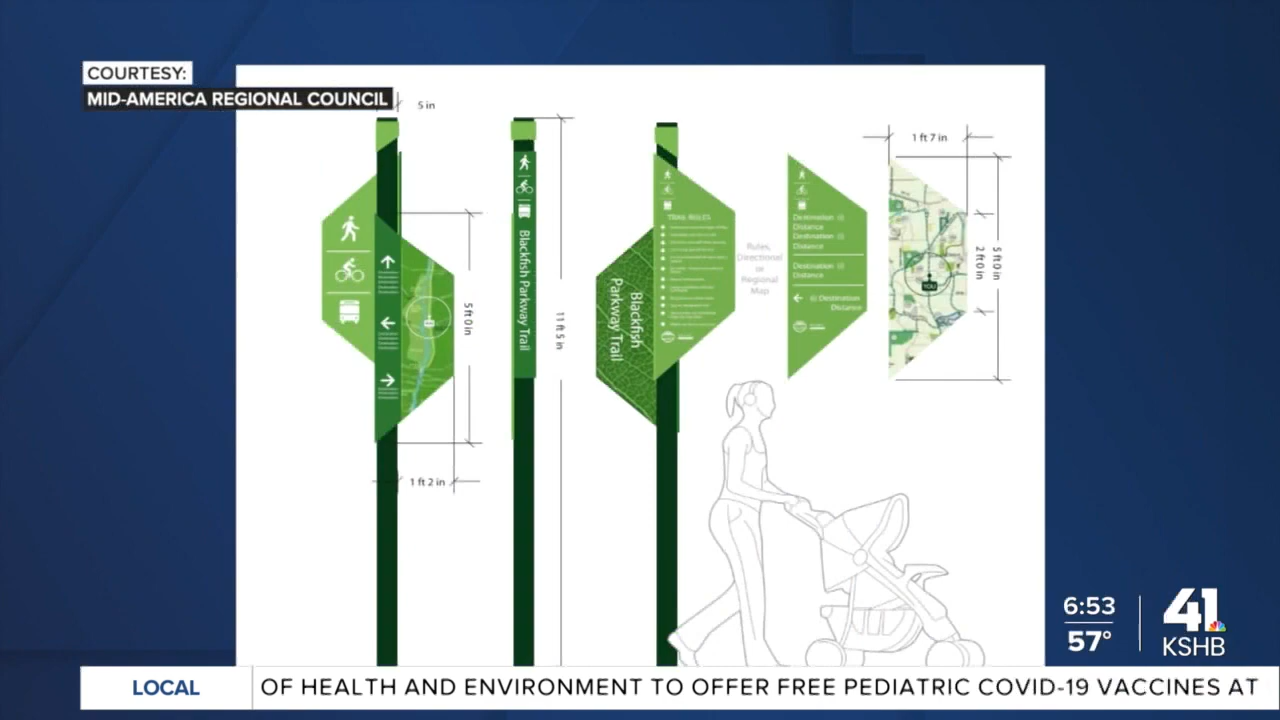 COURTESY:
MID-AMERICA REGIONAL COUNCIL
5 in
1 ft 7 in
TRAIL RULES
Destination
Distance
Destination
Distance
Destination
Distance
Destination
Distance
Rules,
Directional
or
Regional
Map
YOU
5 ft 0 in
2 ft 0 in
Blackfish Parkway Trail
Blackfish
Parkway Trail
5 ft 0 in
11 ft 5 in
1 ft 2 in
6:53
57°
41
KSHB
LOCAL
OF HEALTH AND ENVIRONMENT TO OFFER FREE PEDIATRIC COVID-19 VACCINES AT